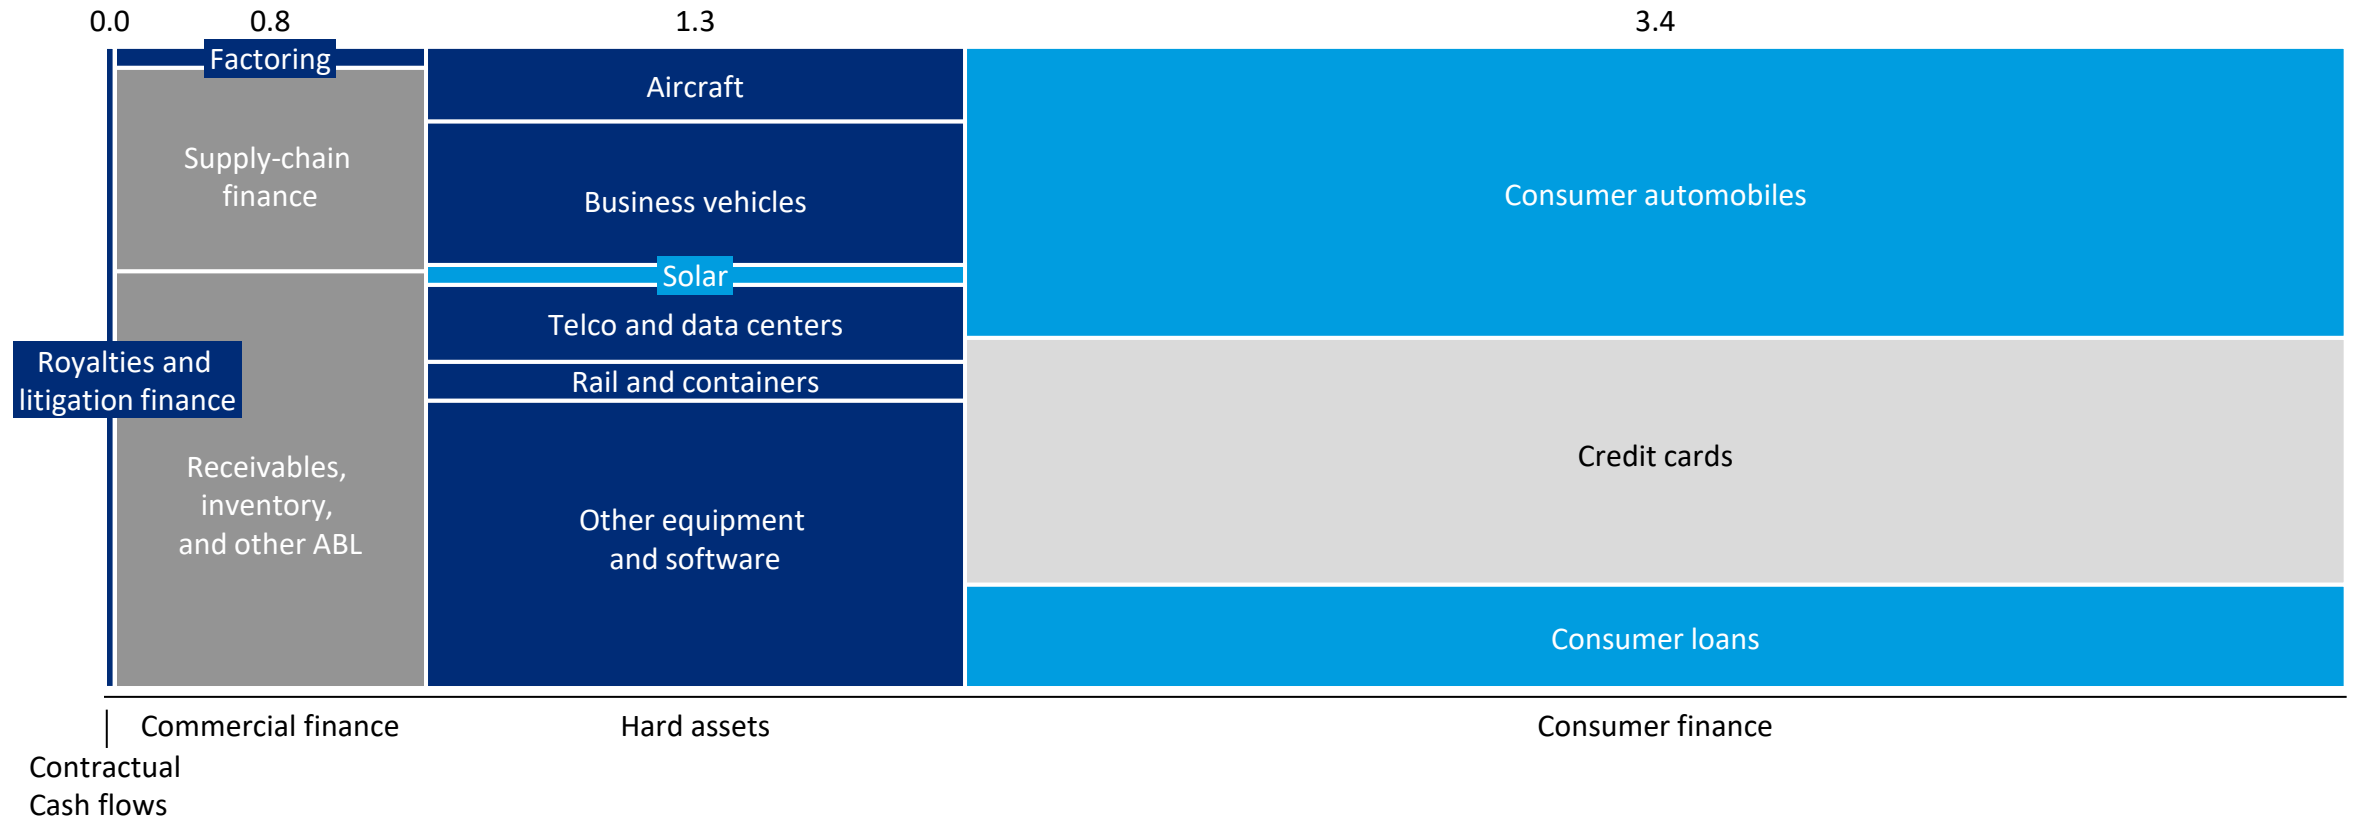 0.0
0.8
1.3
3.4
Factoring
Supply-chain
finance
Receivables,
inventory,
and other ABL
Royalties and
litigation finance
Aircraft
Business vehicles
Solar
Telco and data centers
Rail and containers
Other equipment
and software
Consumer automobiles
Credit cards
Consumer loans
Contractual
Cash flows
Commercial finance
Hard assets
Consumer finance